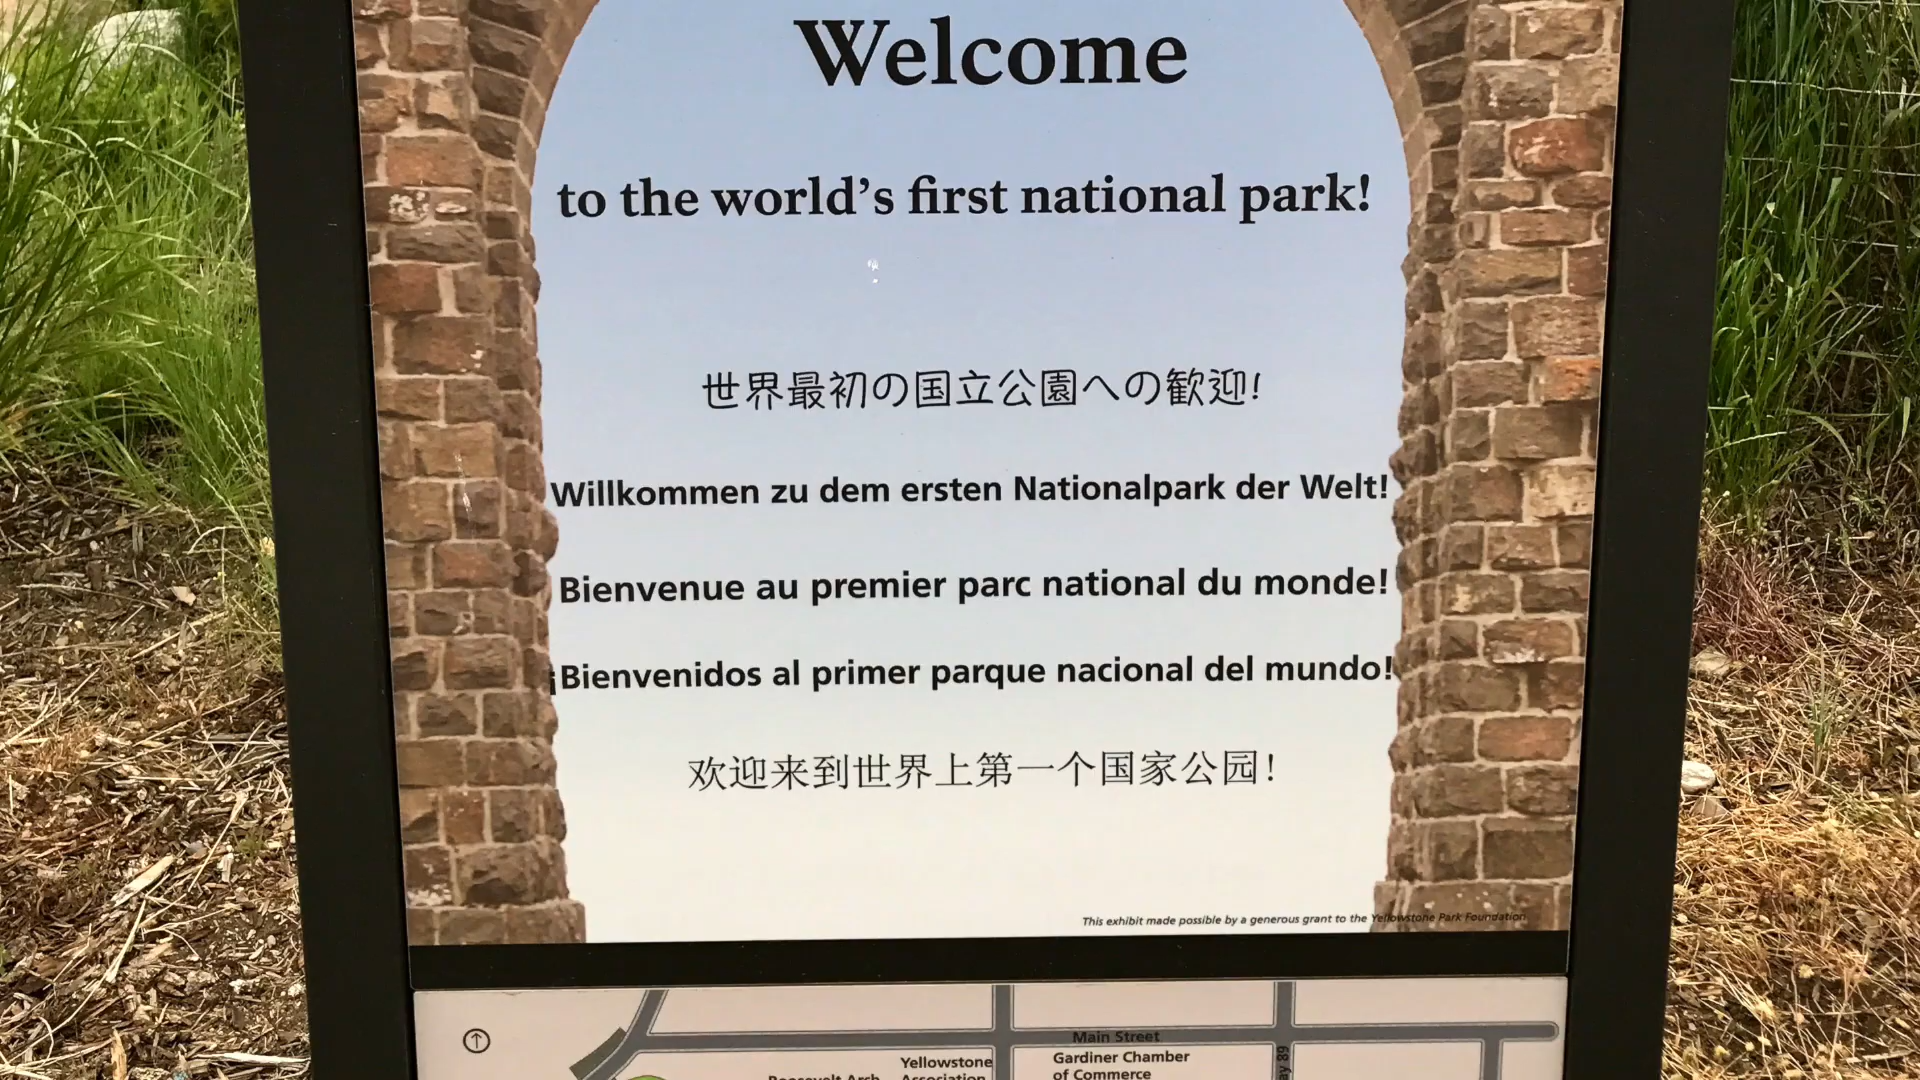 Welcome
to the world's first national park!
世界最初の国立公園への歓迎!
Willkommen zu dem ersten Nationalpark der Welt!
Bienvenue au premier parc national du monde!
¡Bienvenidos al primer parque nacional del mundo!
欢迎来到世界上第一个国家公园!
This exhibit made possible by a generous grant to the Yellowstone Park Foundation
Main Street
Yellowstone
Association
Gardiner Chamber
of Commerce
Roosevelt Arch